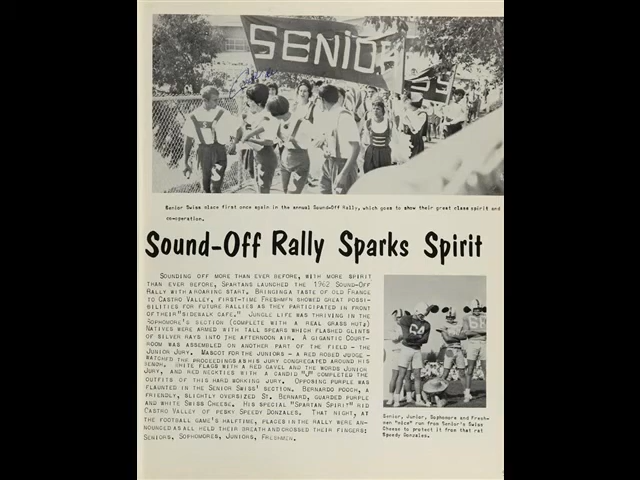 SENIO
Senior Swiss place first once again in the annual Sound-Off Rally, which goes to show their great class spirit and
co-operation.
Sound-Off Rally Sparks Spirit
SOUNDING OFF MORE THAN EVER BEFORE, WITH MORE SPIRIT
THAN EVER BEFORE, SPARTANS LAUNCHED THE 1962 SOUND-OFF
RALLY WITH A ROARING START. BRINGING A TASTE OF OLD FRANCE
TO CASTRO VALLEY, FIRST-TIME FRESHMEN SHOWED GREAT POSSI-
BILITIES FOR FUTURE RALLIES AS THEY PARTICIPATED IN FRONT
OF THEIR "SIDEWALK CAFE." JUNGLE LIFE WAS THRIVING IN THE
SOPHOMORE'S SECTION (COMPLETE WITH A REAL GRASS HUT)
NATIVES WERE ARMED WITH TALL SPEARS WHICH FLASHED GLINTS
OF SILVER RAYS INTO THE AFTERNOON AIR. A GIGANTIC COURT-
ROOM WAS ASSEMBLED ON ANOTHER PART OF THE FIELD - THE
JUNIOR JURY. MASCOT FOR THE JUNIORS - A RED ROBED JUDGE -
WATCHED THE PROCEEDINGS AS HIS JURY CONGREGATED AROUND HIS
BENCH. WHITE FLAGS WITH A RED GAVEL AND THE WORDS JUNIOR
JURY, AND RED NECKTIES WITH A CANDID "J" COMPLETED THE
OUTFITS OF THIS HARD WORKING JURY. OPPOSING PURPLE WAS
FLAUNTED IN THE SENIOR SWISS' SECTION. BERNARDO POOCH, A
FRIENDLY, SLIGHTLY OVERSIZED ST. BERNARD, GUARDED PURPLE
AND WHITE SWISS CHEESE. HIS SPECIAL "SPARTAN SPIRIT" RID
CASTRO VALLEY OF PESKY SPEEDY GONZALES. THAT NIGHT, AT
THE FOOTBALL GAME'S HALFTIME, PLACES IN THE RALLY WERE AN-
NOUNCED AS ALL HELD THEIR BREATH AND CROSSED THEIR FINGERS:
SENIORS, SOPHOMORES, JUNIORS, FRESHMEN.
64
Senior, Junior, Sophomore and Fresh-
men "mice" run from Senior's Swiss
Cheese to protect it from that rat
Speedy Gonzales.